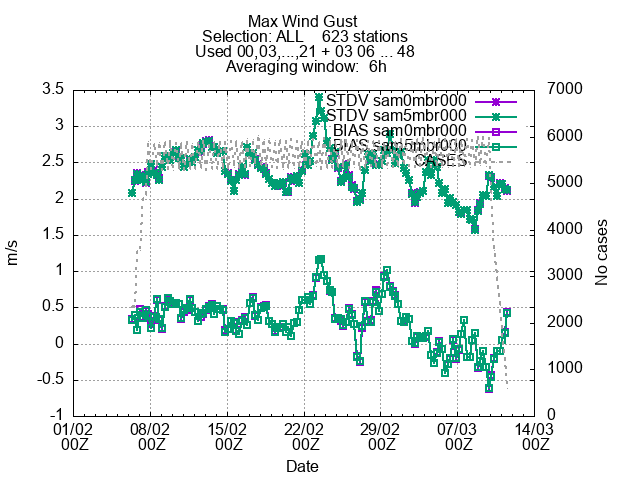 Max Wind Gust
Selection: ALL 623 stations
Used 00,03,...,21 + 03 06 ... 48
Averaging window: 6h
STDV sam0mbr000
STDV sam5mbr000
BIAS sam0mbr000
BIAS sam5mbr000
CASES
3.5
3
2.5
2
1.5
1
0.5
0
-0.5
-1
m/s
7000
6000
5000
4000
3000
2000
1000
0
No cases
01/02 08/02 15/02 22/02 29/02 07/03 14/03
00Z 00Z 00Z 00Z 00Z 00Z 00Z
Date